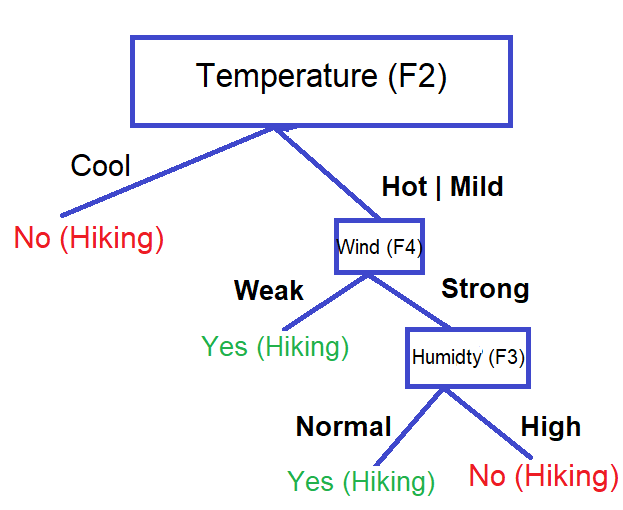 Temperature (F2)
Cool
Hot | Mild
No (Hiking)
Wind (F4)
Weak
Strong
Yes (Hiking)
Humidty' (F3)
Normal
High
Yes (Hiking)
No (Hiking)